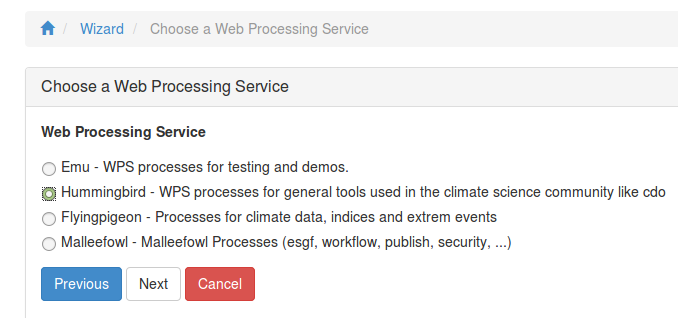 / Wizard / Choose a Web Processing Service
Choose a Web Processing Service
Web Processing Service
Emu - WPS processes for testing and demos.
Hummingbird - WPS processes for general tools used in the climate science community like cdo
Flyingpigeon - Processes for climate data, indices and extrem events
Malleefowl - Malleefowl Processes (esgf, workflow, publish, security, ...)
Previous Next Cancel